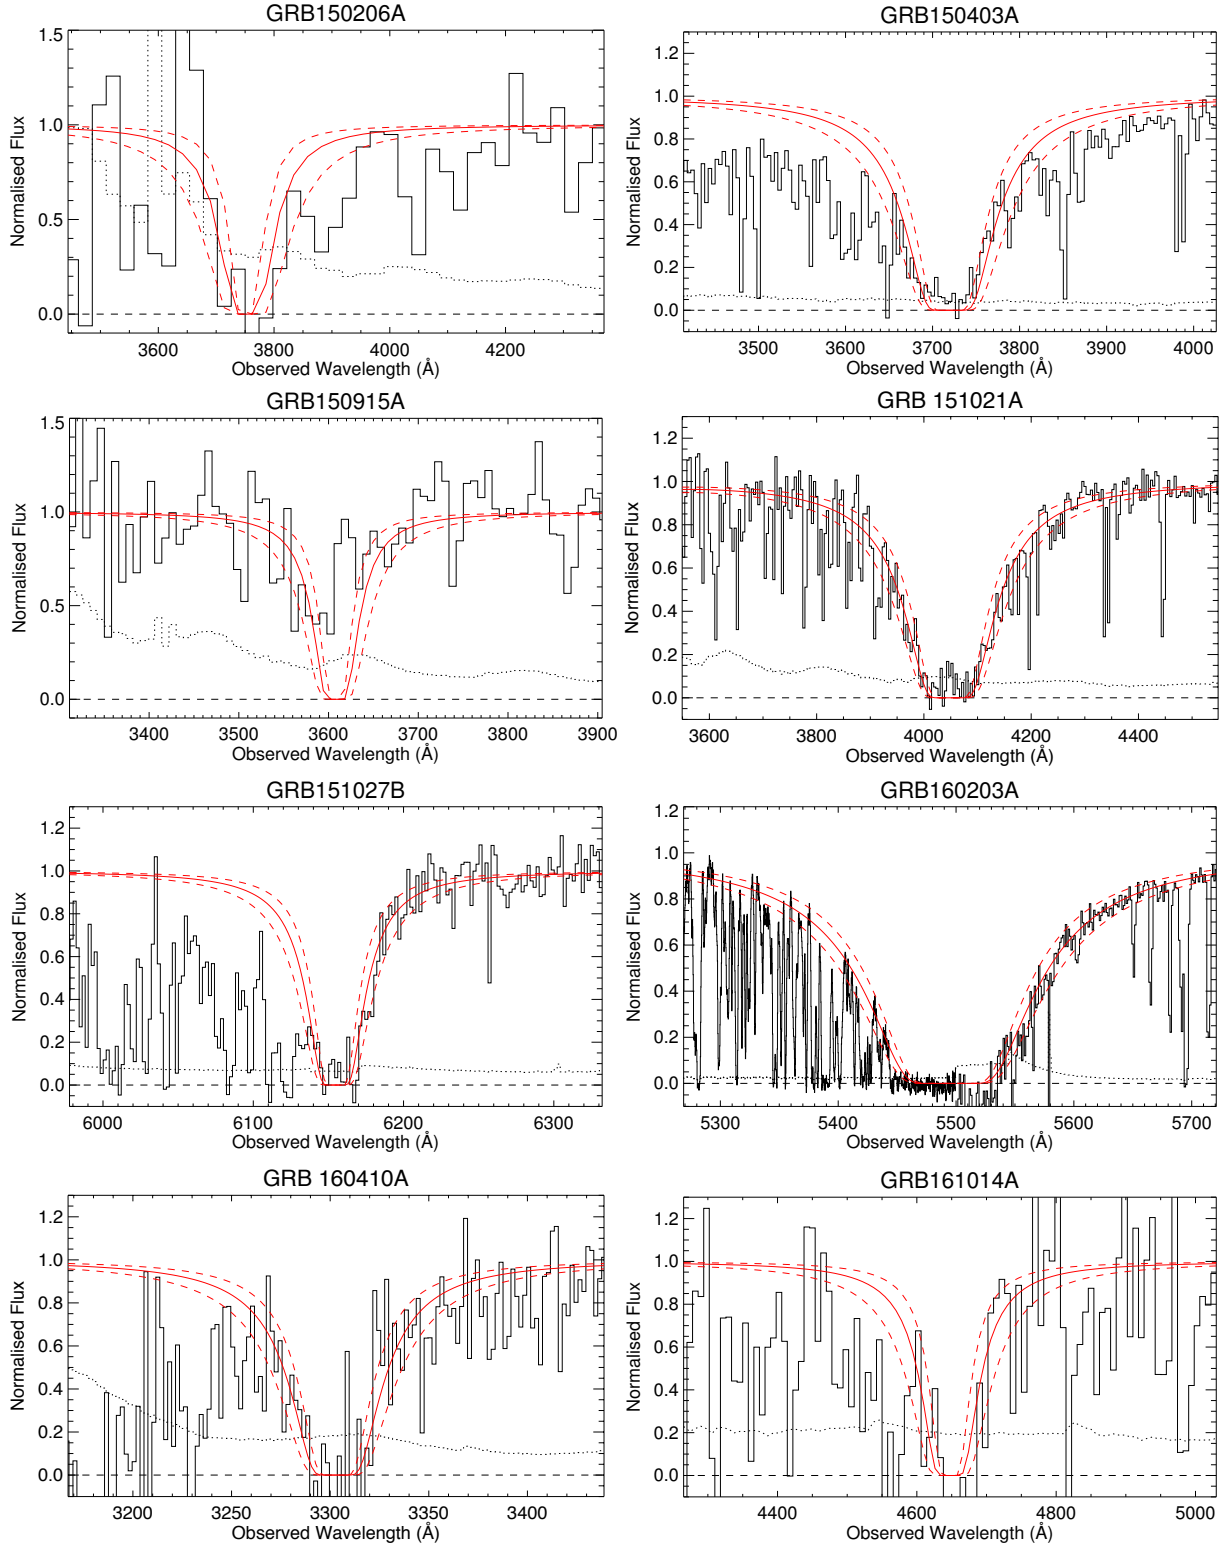 GRB150206A
1.5
1.0
0.5
0.0
Normalised Flux
3600 3800 4000 4200
Observed Wavelength (Å)
GRB150403A
1.2
1.0
0.8
0.6
0.4
0.2
0.0
Normalised Flux
3500 3600 3700 3800 3900 4000
Observed Wavelength (Å)
GRB150915A
1.5
1.0
0.5
0.0
Normalised Flux
3400 3500 3600 3700 3800 3900
Observed Wavelength (Å)
GRB 151021A
1.2
1.0
0.8
0.6
0.4
0.2
0.0
Normalised Flux
3600 3800 4000 4200 4400
Observed Wavelength (Å)
GRB151027B
1.2
1.0
0.8
0.6
0.4
0.2
0.0
Normalised Flux
6000 6100 6200 6300
Observed Wavelength (Å)
GRB160203A
1.2
1.0
0.8
0.6
0.4
0.2
0.0
Normalised Flux
5300 5400 5500 5600 5700
Observed Wavelength (Å)
GRB 160410A
1.2
1.0
0.8
0.6
0.4
0.2
0.0
Normalised Flux
3200 3250 3300 3350 3400
Observed Wavelength (Å)
GRB161014A
1.2
1.0
0.8
0.6
0.4
0.2
0.0
Normalised Flux
4400 4600 4800 5000
Observed Wavelength (Å)